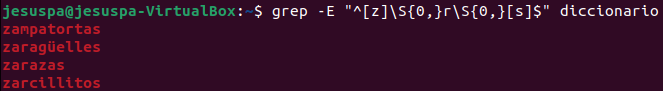 jesuspa@jesuspa-VirtualBox:~$ grep -E "^[z]\S{0,}r\S{0,}[s]$" diccionario
zampatortas
zaragüelles
zarazas
zarcillitos